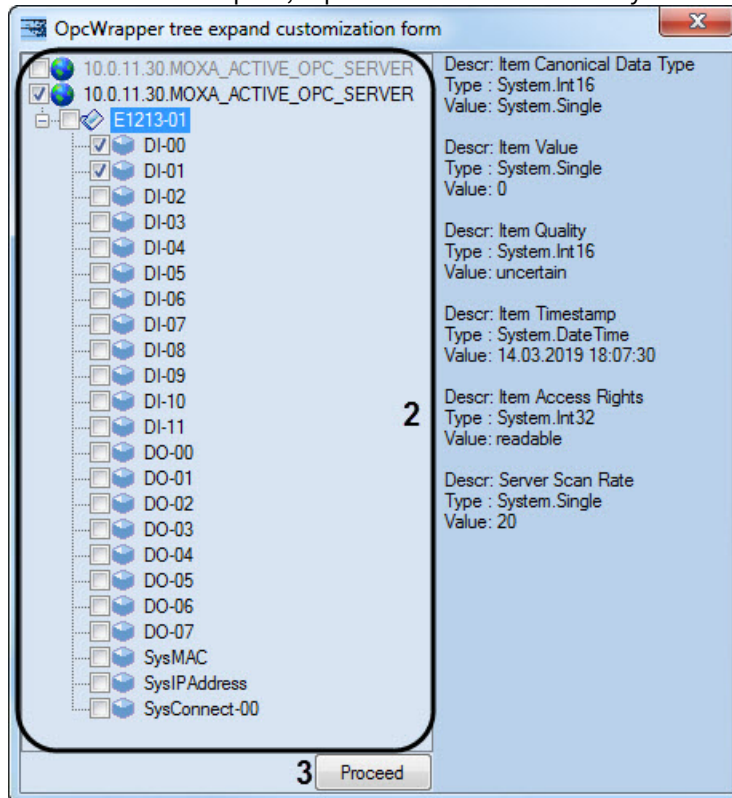 OpcWrapper tree expand customization form
10.0.11.30.MOXA_ACTIVE_OPC_SERVER
10.0.11.30.MOXA_ACTIVE_OPC_SERVER
E1213-01
DI-00
DI-01
DI-02
DI-03
DI-04
DI-05
DI-06
DI-07
DI-08
DI-09
DI-10
DI-11
DO-00
DO-01
DO-02
DO-03
DO-04
DO-05
DO-06
DO-07
SysMAC
SysIPAddress
SysConnect-00
2
Descr: Item Canonical Data Type
Type : System.Int16
Value: System.Single
Descr: Item Value
Type : System.Single
Value: 0
Descr: Item Quality
Type : System.Int16
Value: uncertain
Descr: Item Timestamp
Type : System.DateTime
Value: 14.03.2019 18:07:30
Descr: Item Access Rights
Type : System.Int32
Value: readable
Descr: Server Scan Rate
Type : System.Single
Value: 20
3 Proceed